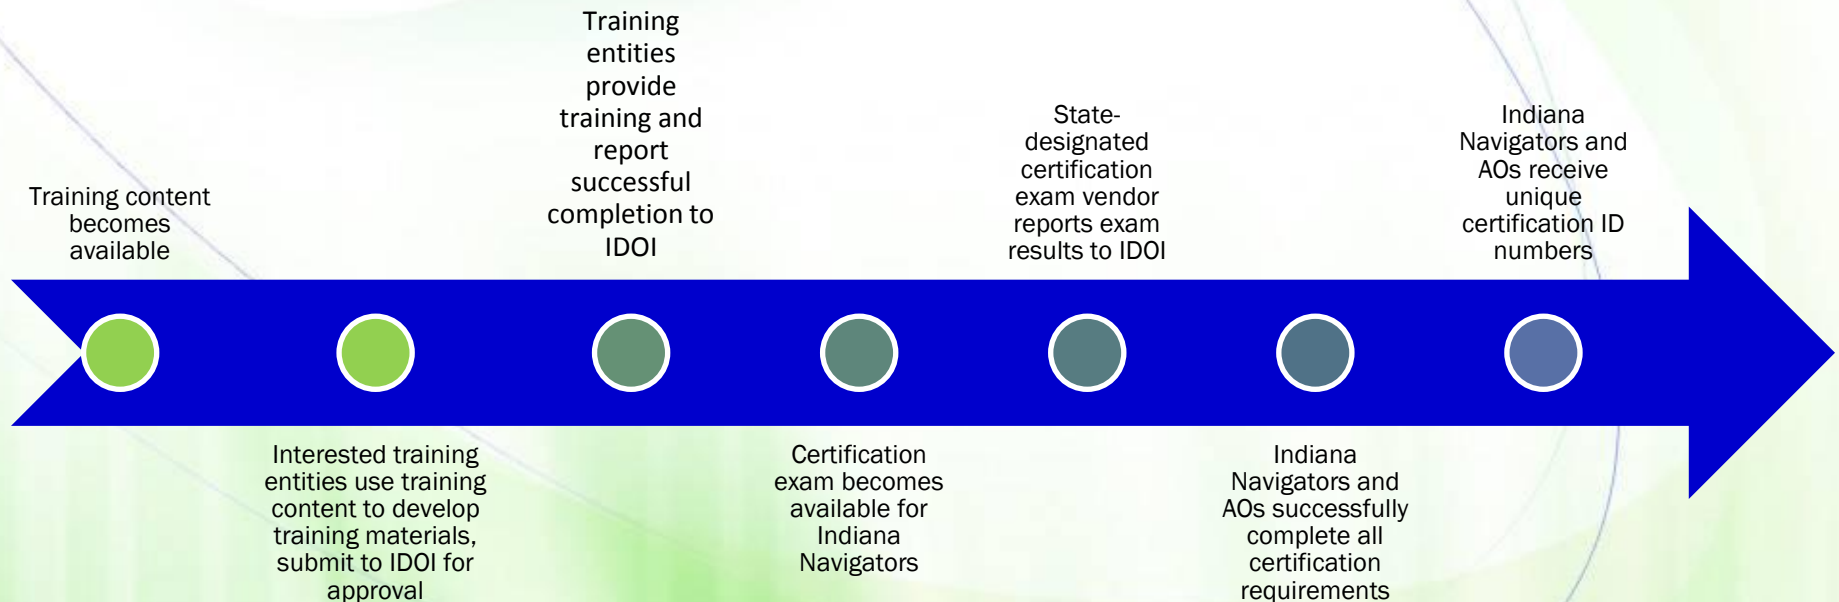 Training content
becomes
available
Interested training
entities use training
content to develop
training materials,
submit to IDOI for
approval
Training
entities
provide
training and
report
successful
completion to
IDOI
Certification
exam becomes
available for
Indiana
Navigators
State-
designated
certification
exam vendor
reports exam
results to IDOI
Indiana
Navigators and
AOs successfully
complete all
certification
requirements
Indiana
Navigators and
AOs receive
unique
certification ID
numbers